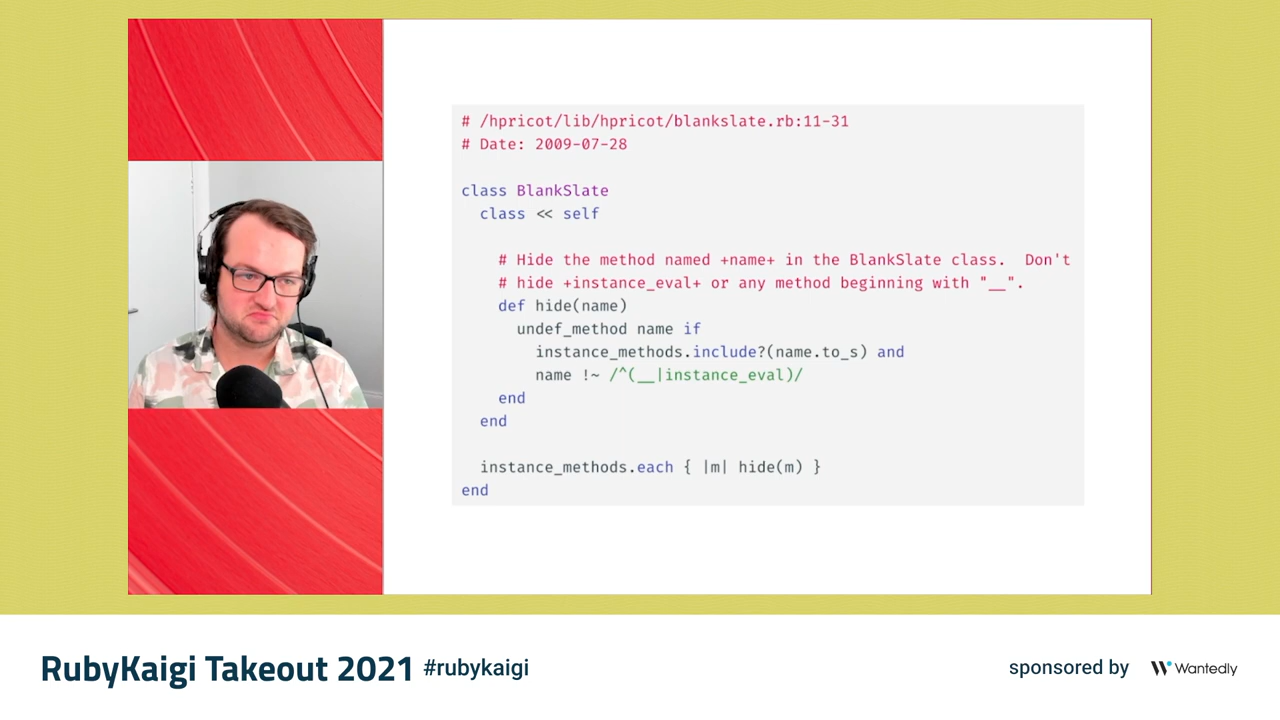 # /hpricot/lib/hpricot/blankslate.rb:11-31
# Date: 2009-07-28
class BlankSlate
class << self
# Hide the method named +name+ in the BlankSlate class.  Don't
# hide +instance_eval+ or any method beginning with "__".
def hide(name)
undef_method name if
instance_methods.include?(name.to_s) and
name !~ /^(__|instance_eval)/
end
end
instance_methods.each { |m| hide(m) }
end
RubyKaigi Takeout 2021 #rubykaigi
sponsored by Wantedly